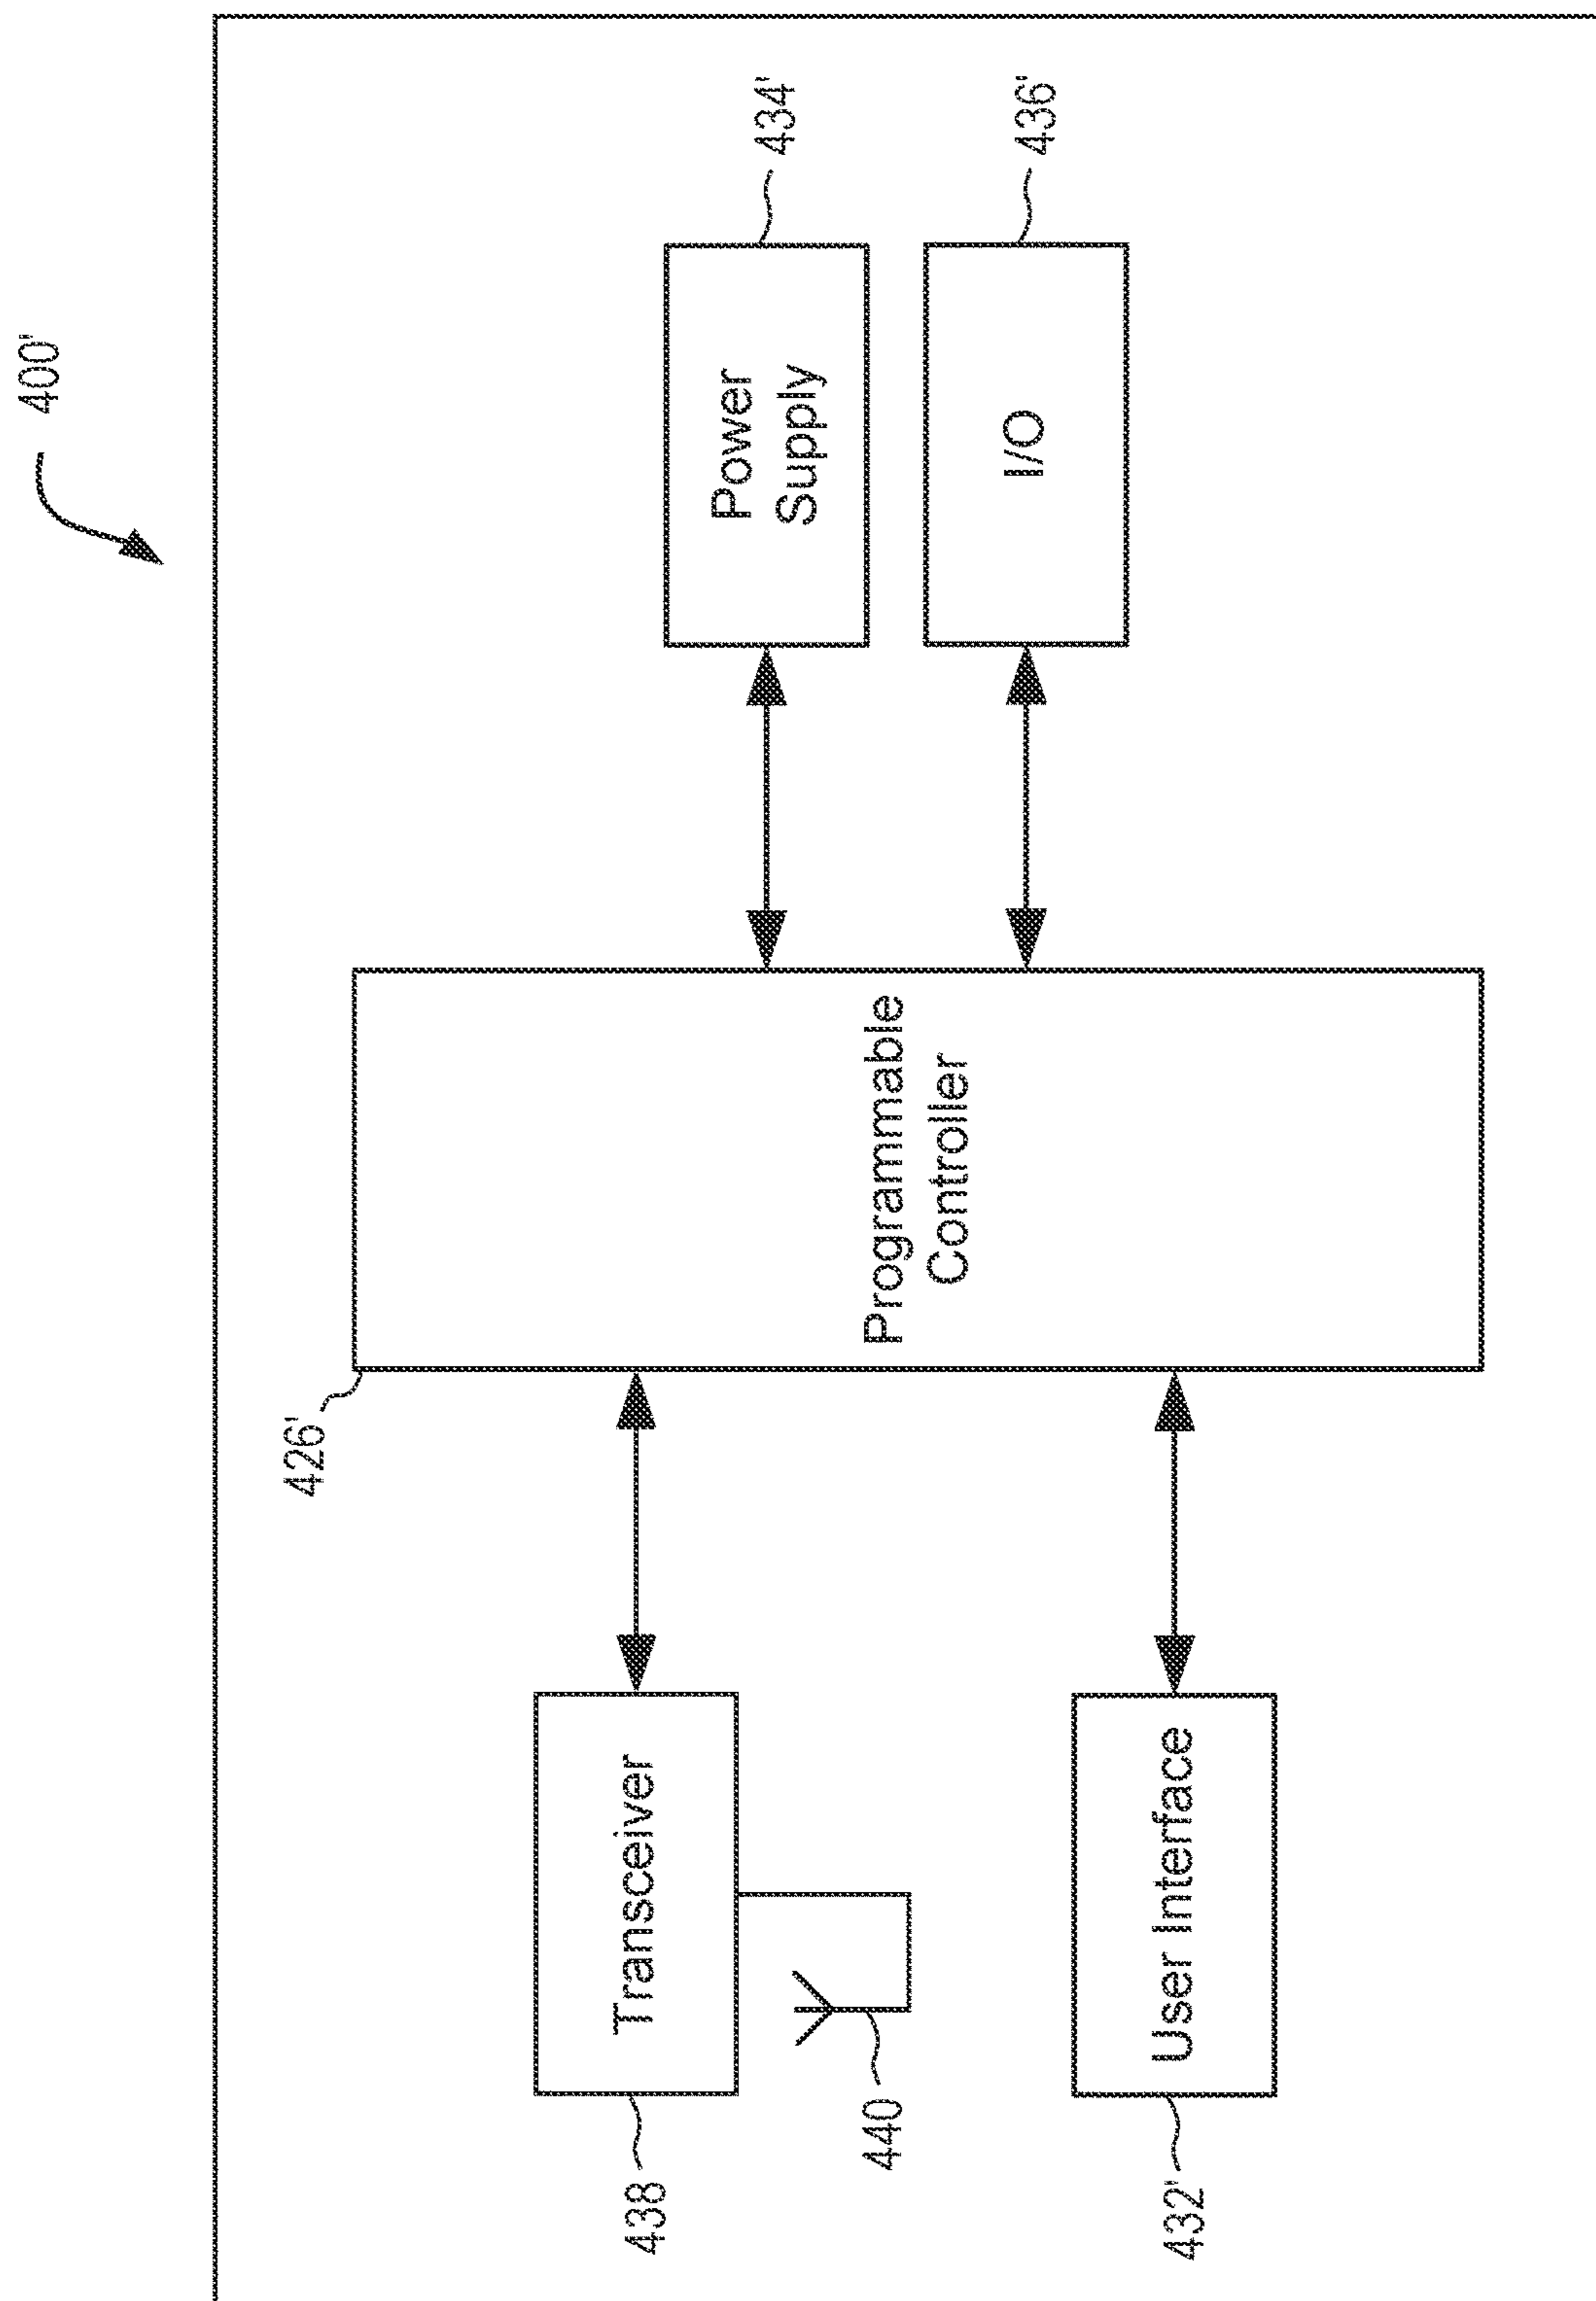 400'
438
Transceiver
440
432'
User Interface
426'
Programmable
Controller
434'
Power
Supply
436'
I/O